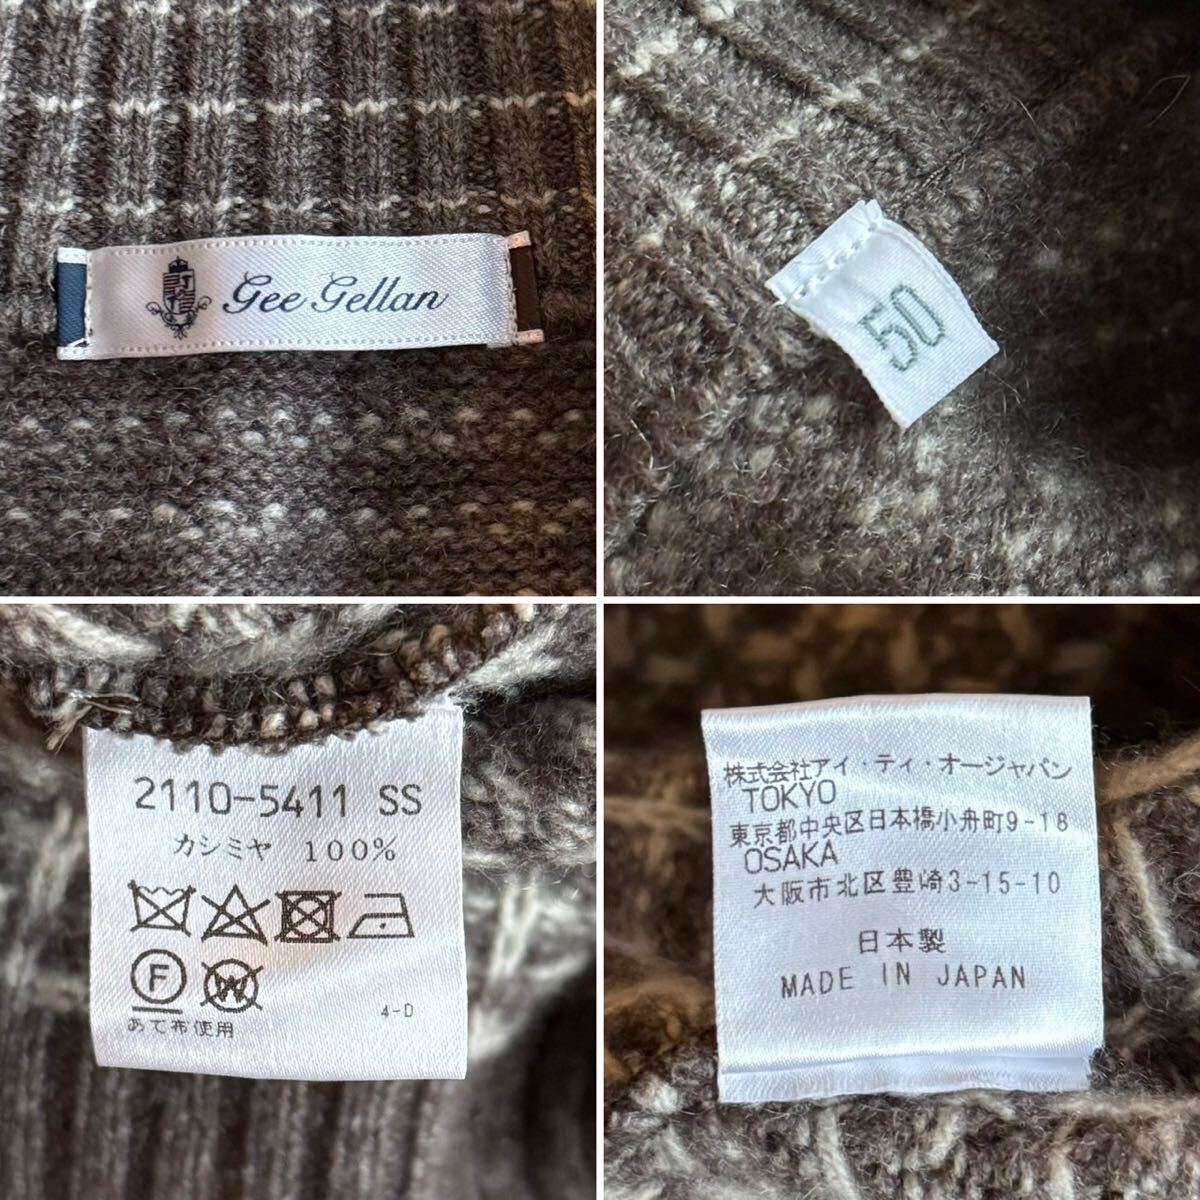 Gee Gellan
50
2110-5411 SS
カシミヤ 100%
F W
あて布使用
4-D
株式会社アイ・ティ・オージャパン
TOKYO
東京都中央区日本橋小舟町9-18
OSAKA
大阪市北区豊崎3-15-10
日本製
MADE IN JAPAN